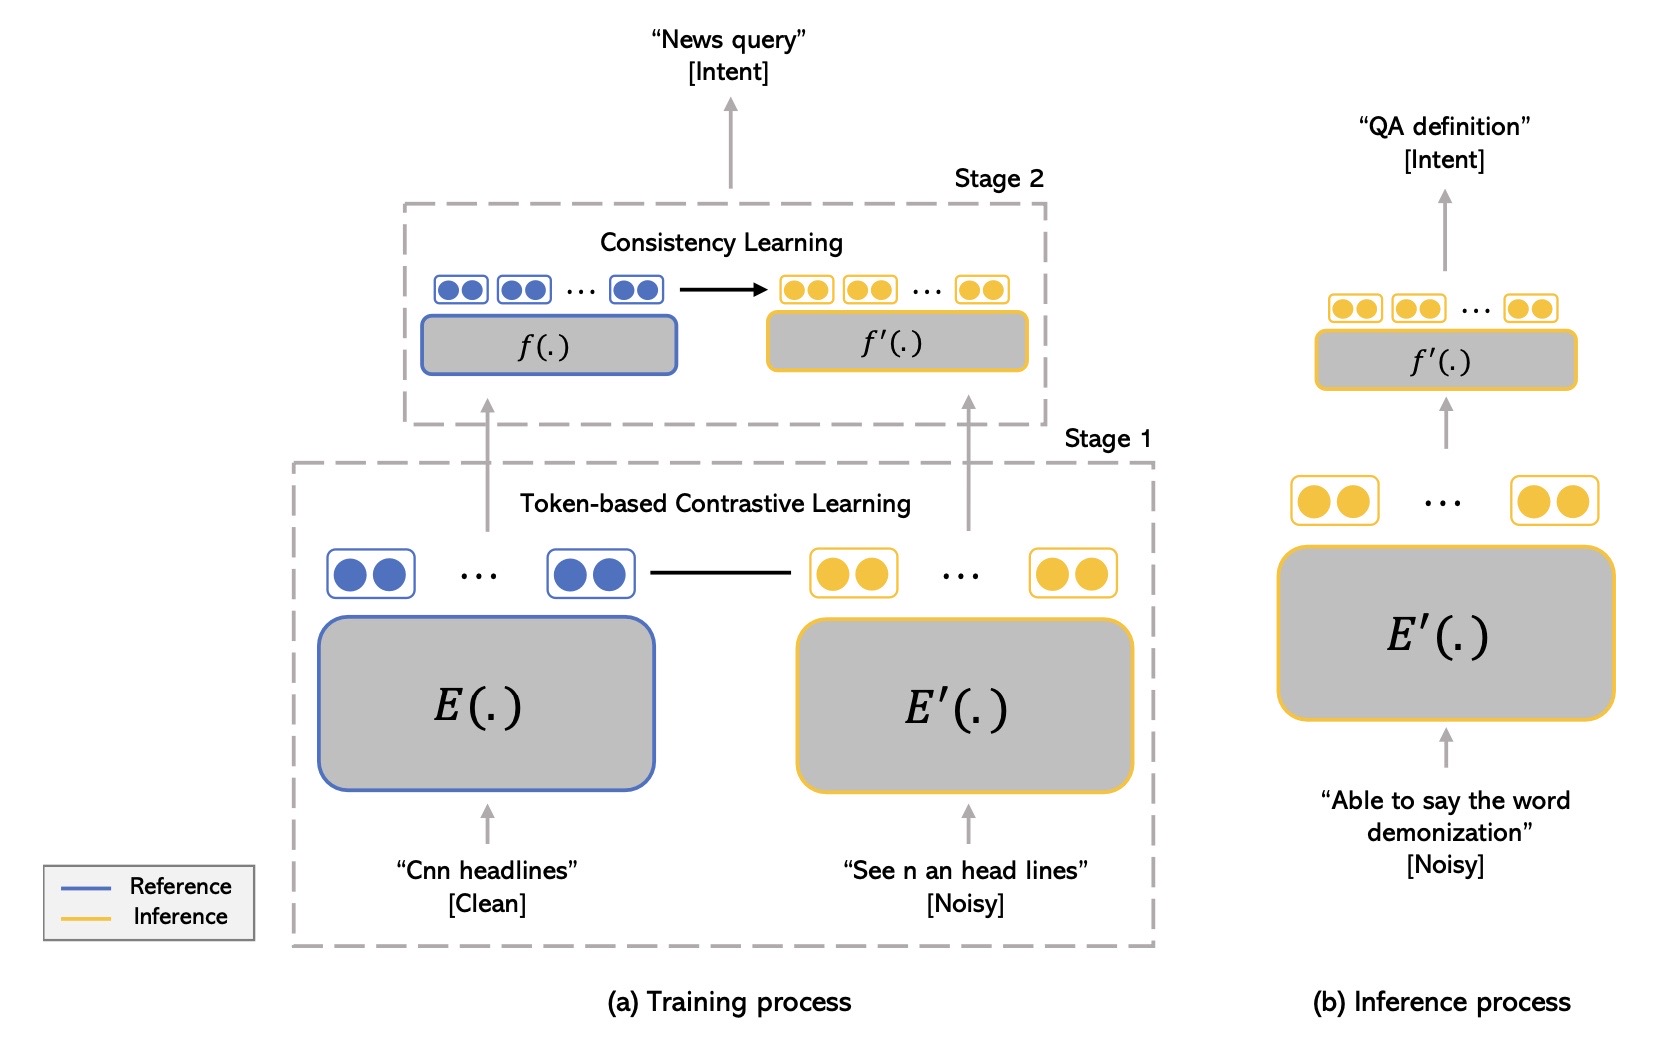 “News query”
[Intent]
Stage 2
Consistency Learning
...
...
f(.)
f′(.)
Stage 1
Token-based Contrastive Learning
...
...
E(.)
E′(.)
“Cnn headlines”
[Clean]
“See n an head lines”
[Noisy]
Reference
Inference
(a) Training process
“QA definition”
[Intent]
...
f′(.)
...
E′(.)
“Able to say the word
demonization”
[Noisy]
(b) Inference process